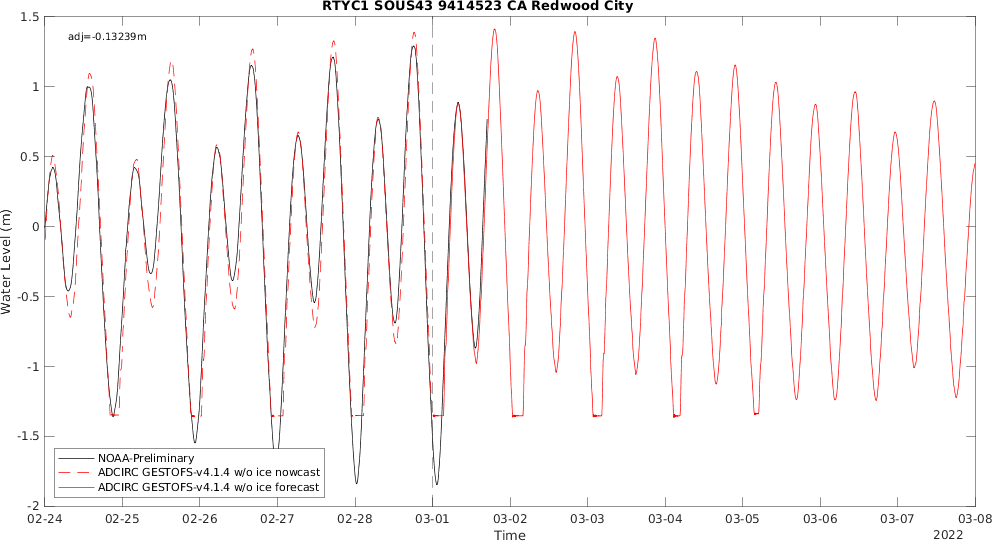 RTYC1 SOUS43 9414523 CA Redwood City
adj=-0.13239m
1.5
1
0.5
0
-0.5
-1
-1.5
-2
Water Level (m)
NOAA-Preliminary
ADCIRC GESTOFS-v4.1.4 w/o ice nowcast
ADCIRC GESTOFS-v4.1.4 w/o ice forecast
02-24 02-25 02-26 02-27 02-28 03-01 03-02 03-03 03-04 03-05 03-06 03-07 03-08
Time
2022